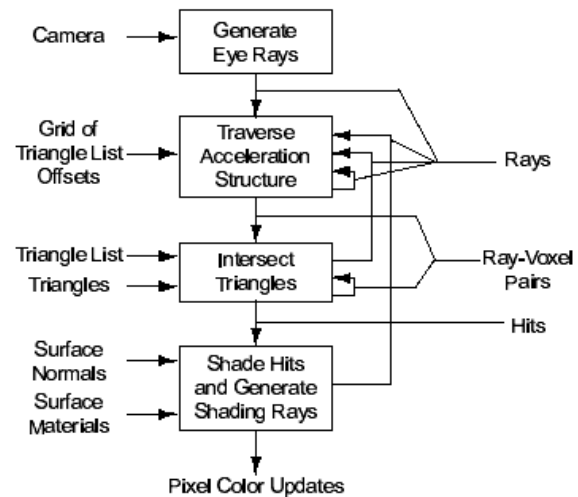 Camera
Generate
Eye Rays
Grid of
Triangle List
Offsets
Traverse
Acceleration
Structure
Rays
Triangle List
Triangles
Intersect
Triangles
Ray-Voxel
Pairs
Hits
Surface
Normals
Surface
Materials
Shade Hits
and Generate
Shading Rays
Pixel Color Updates